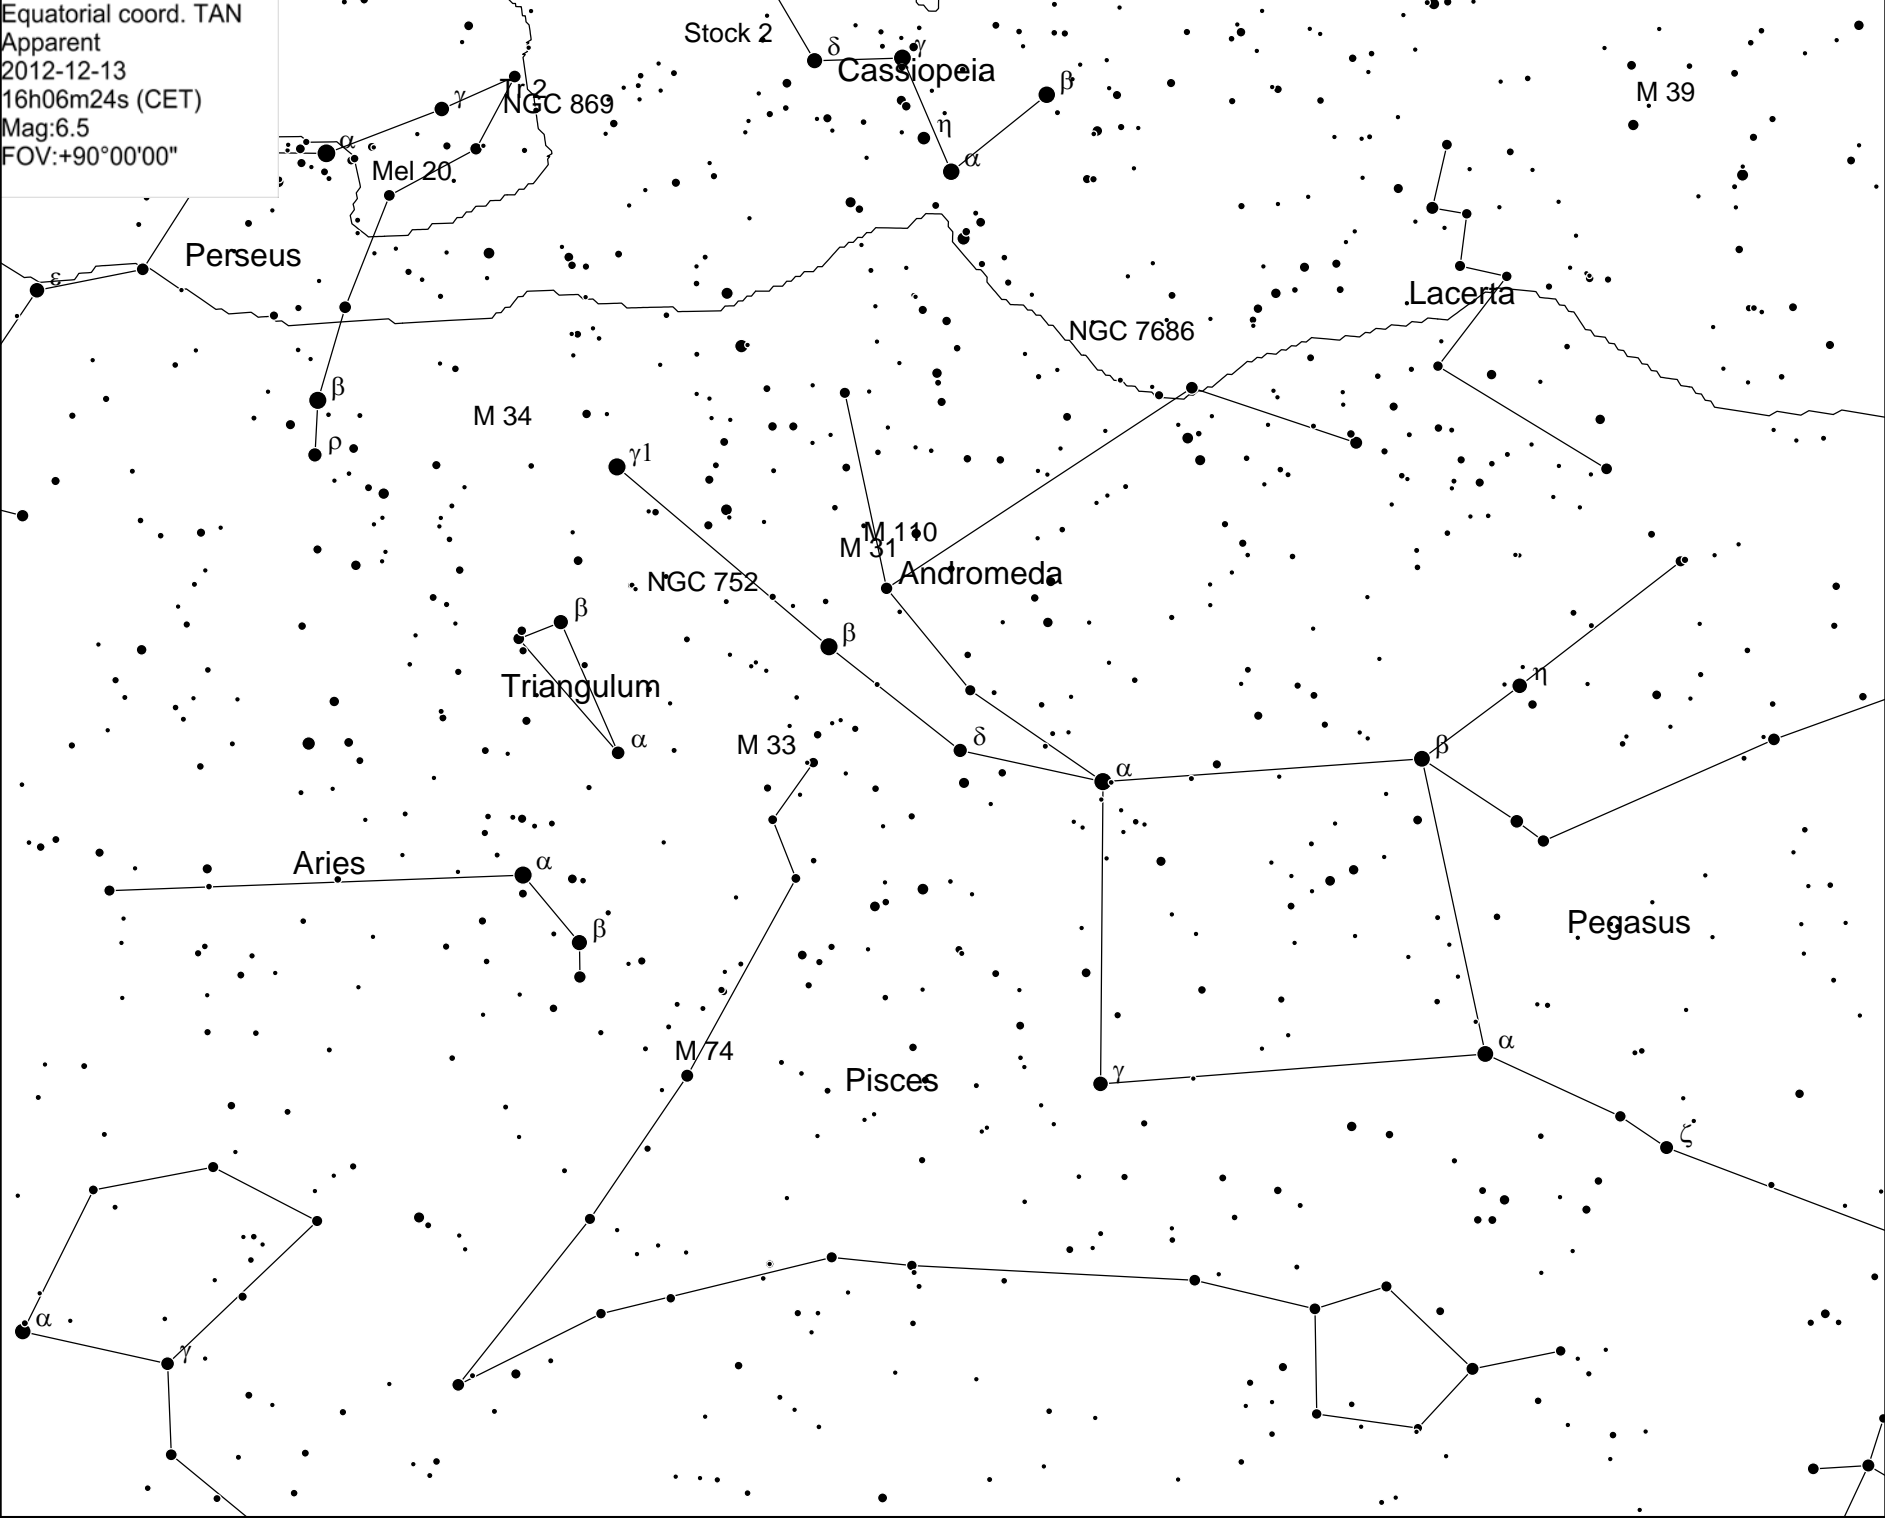 Equatorial coord. TAN
Apparent
2012-12-13
16h06m24s (CET)
Mag:6.5
FOV:+90°00'00"
Stock 2
δ
γ
Cassiopeia
β
η
α
M 39
γ
Tr 2
NGC 869
α
Mel 20
Perseus
ε
Lacerta
NGC 7686
β
M 34
ρ
γ1
M 110
M 31
Andromeda
NGC 752
β
β
Triangulum
α
η
M 33
δ
α
β
Aries
α
β
Pegasus
M 74
Pisces
γ
α
ζ
α
γ